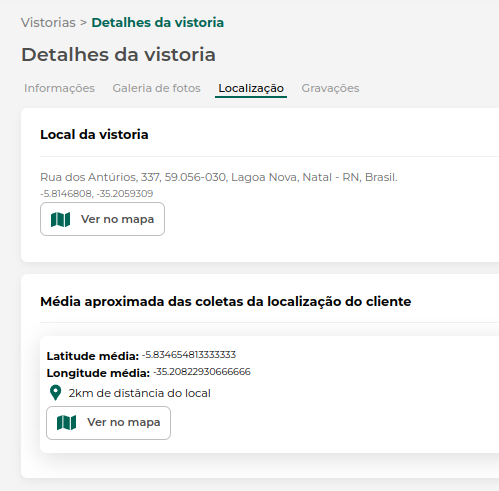 Vistorias > Detalhes da vistoria
Detalhes da vistoria
Informações Galeria de fotos Localização Gravações
Local da vistoria
Rua dos Antúrios, 337, 59.056-030, Lagoa Nova, Natal - RN, Brasil.
-5.8146808, -35.2059309
Ver no mapa
Média aproximada das coletas da localização do cliente
Latitude média: -5.834654813333333
Longitude média: -35.20822930666666
2km de distância do local
Ver no mapa